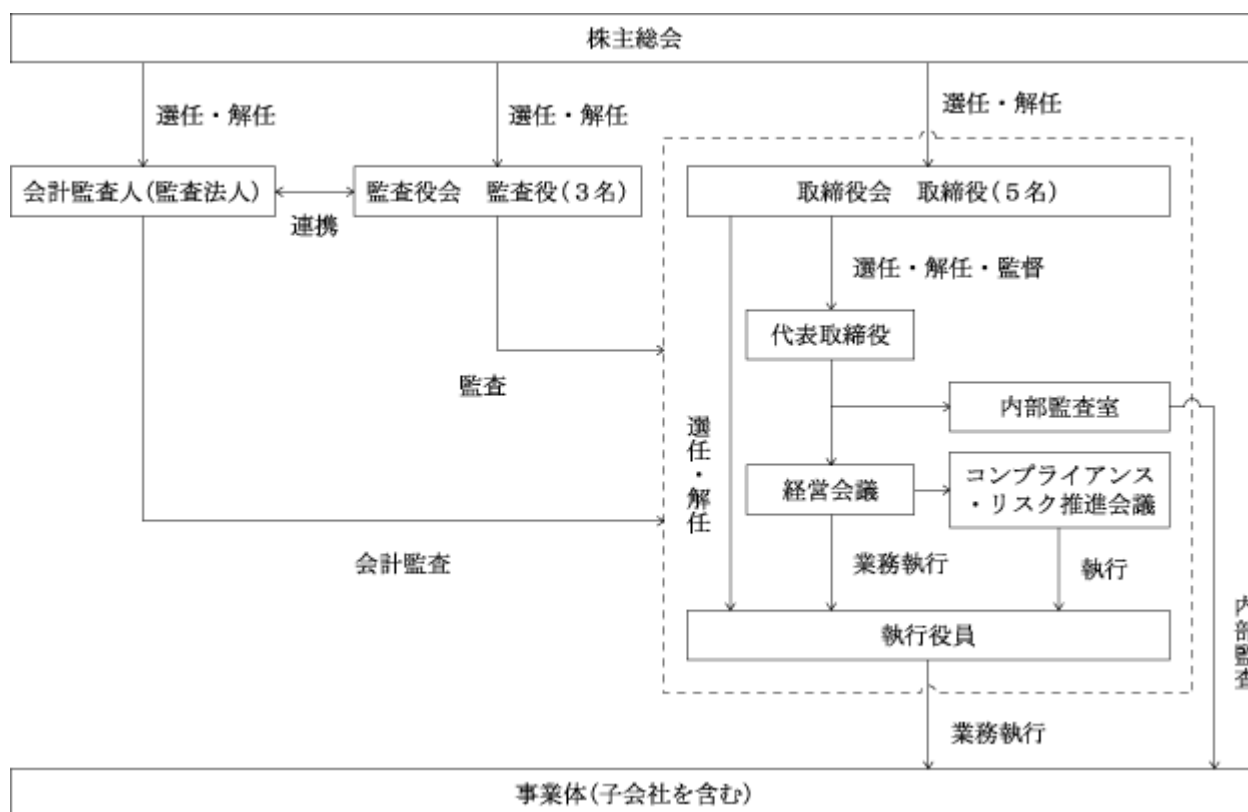 株主総会
選任・解任
選任・解任
選任・解任
会計監査人(監査法人)
連携
監査役会　監査役(3名)
取締役会　取締役(5名)
選任・解任・監督
代表取締役
監査
内部監査室
選任・解任
経営会議
コンプライアンス
・リスク推進会議
会計監査
業務執行
執行
執行役員
内部監査
業務執行
事業体(子会社を含む)